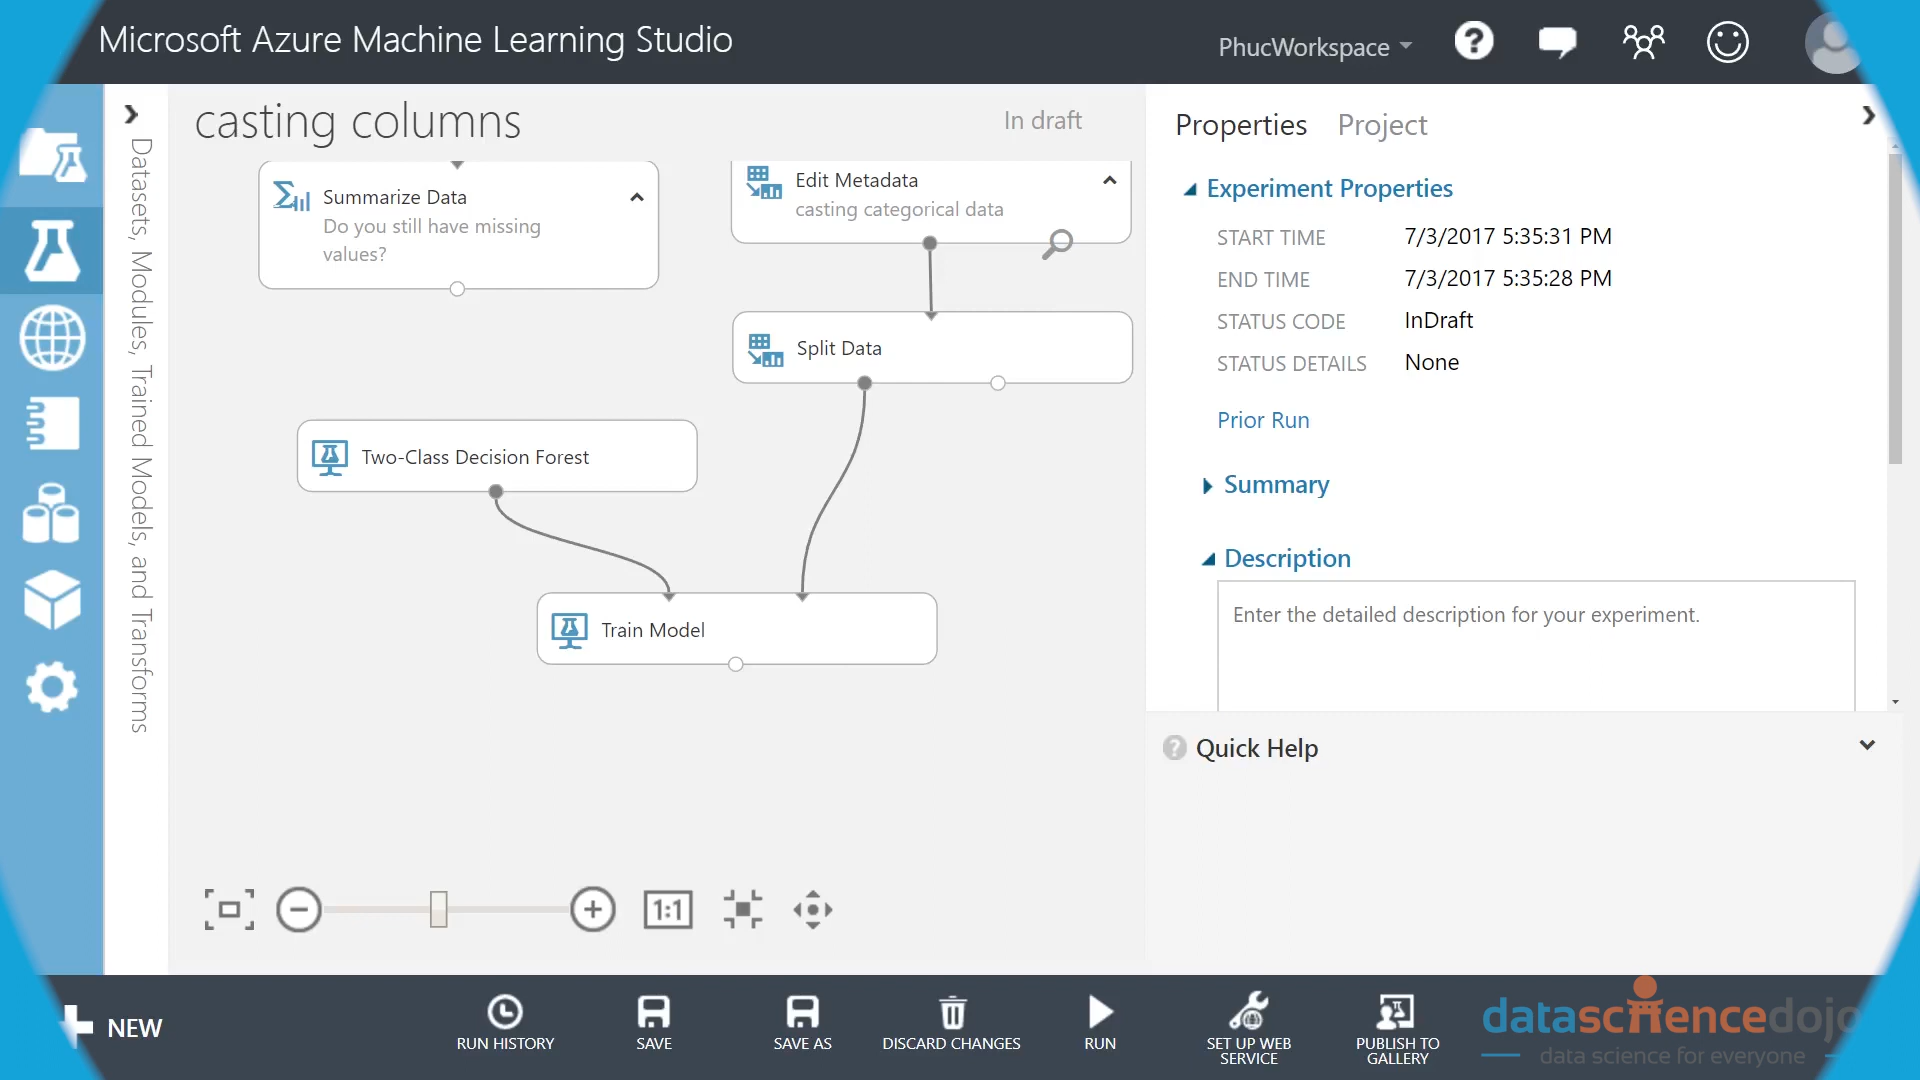 Microsoft Azure Machine Learning Studio
PhucWorkspace
?
Datasets, Modules, Trained Models, and Transforms
casting columns
In draft
Summarize Data
Do you still have missing
values?
Edit Metadata
casting categorical data
Split Data
Two-Class Decision Forest
Train Model
1:1
Properties
Project
Experiment Properties
START TIME 7/3/2017 5:35:31 PM
END TIME 7/3/2017 5:35:28 PM
STATUS CODE InDraft
STATUS DETAILS None
Prior Run
Summary
Description
Enter the detailed description for your experiment.
? Quick Help
NEW
RUN HISTORY
SAVE
SAVE AS
DISCARD CHANGES
RUN
SET UP WEB
SERVICE
PUBLISH TO
GALLERY
datasciencedojo
data science for everyone